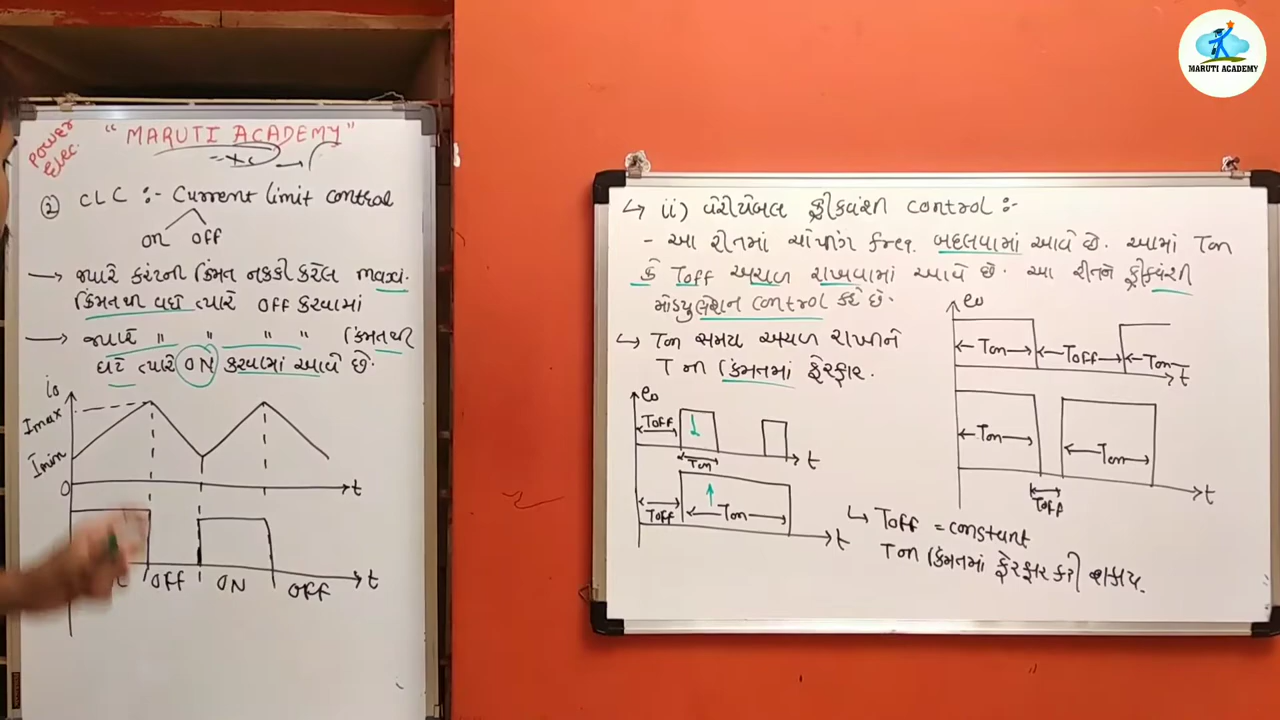 MARUTI ACADEMY
Power
Elec.
"MARUTI ACADEMY"
② CLC :- Current limit control
on OFF
→ જ્યારે કરંટની કિંમત નક્કી કરેલ maxi.
કિંમતથી વધે ત્યારે OFF કરવામાં
→ જ્યારે " " " " કિંમતથી
ઘટે ત્યારે ON કરવામાં આવે છે.
io
Imax
Imin
0
t
OFF ON OFF
t
↳ ii) વેરીયેબલ ફ્રીકવંશી control :-
- આ રીતમાં ચોપીંગ freq. બદલવામાં આવે છે. આમાં Ton
કે Toff અચળ રાખવામાં આવે છે. આ રીતને ફ્રીકવંશી
મોડ્યુલેશન control કહે છે.
↳ Ton સમય અચળ રાખીને
T ની કિંમતમાં ફેરફાર.
eo
Ton Toff Ton
t
Ton Ton
Toff
t
eo
Toff
Ton
t
Toff Ton
t
↳ Toff = constant
Ton કિંમતમાં ફેરફાર કરી શકાય.